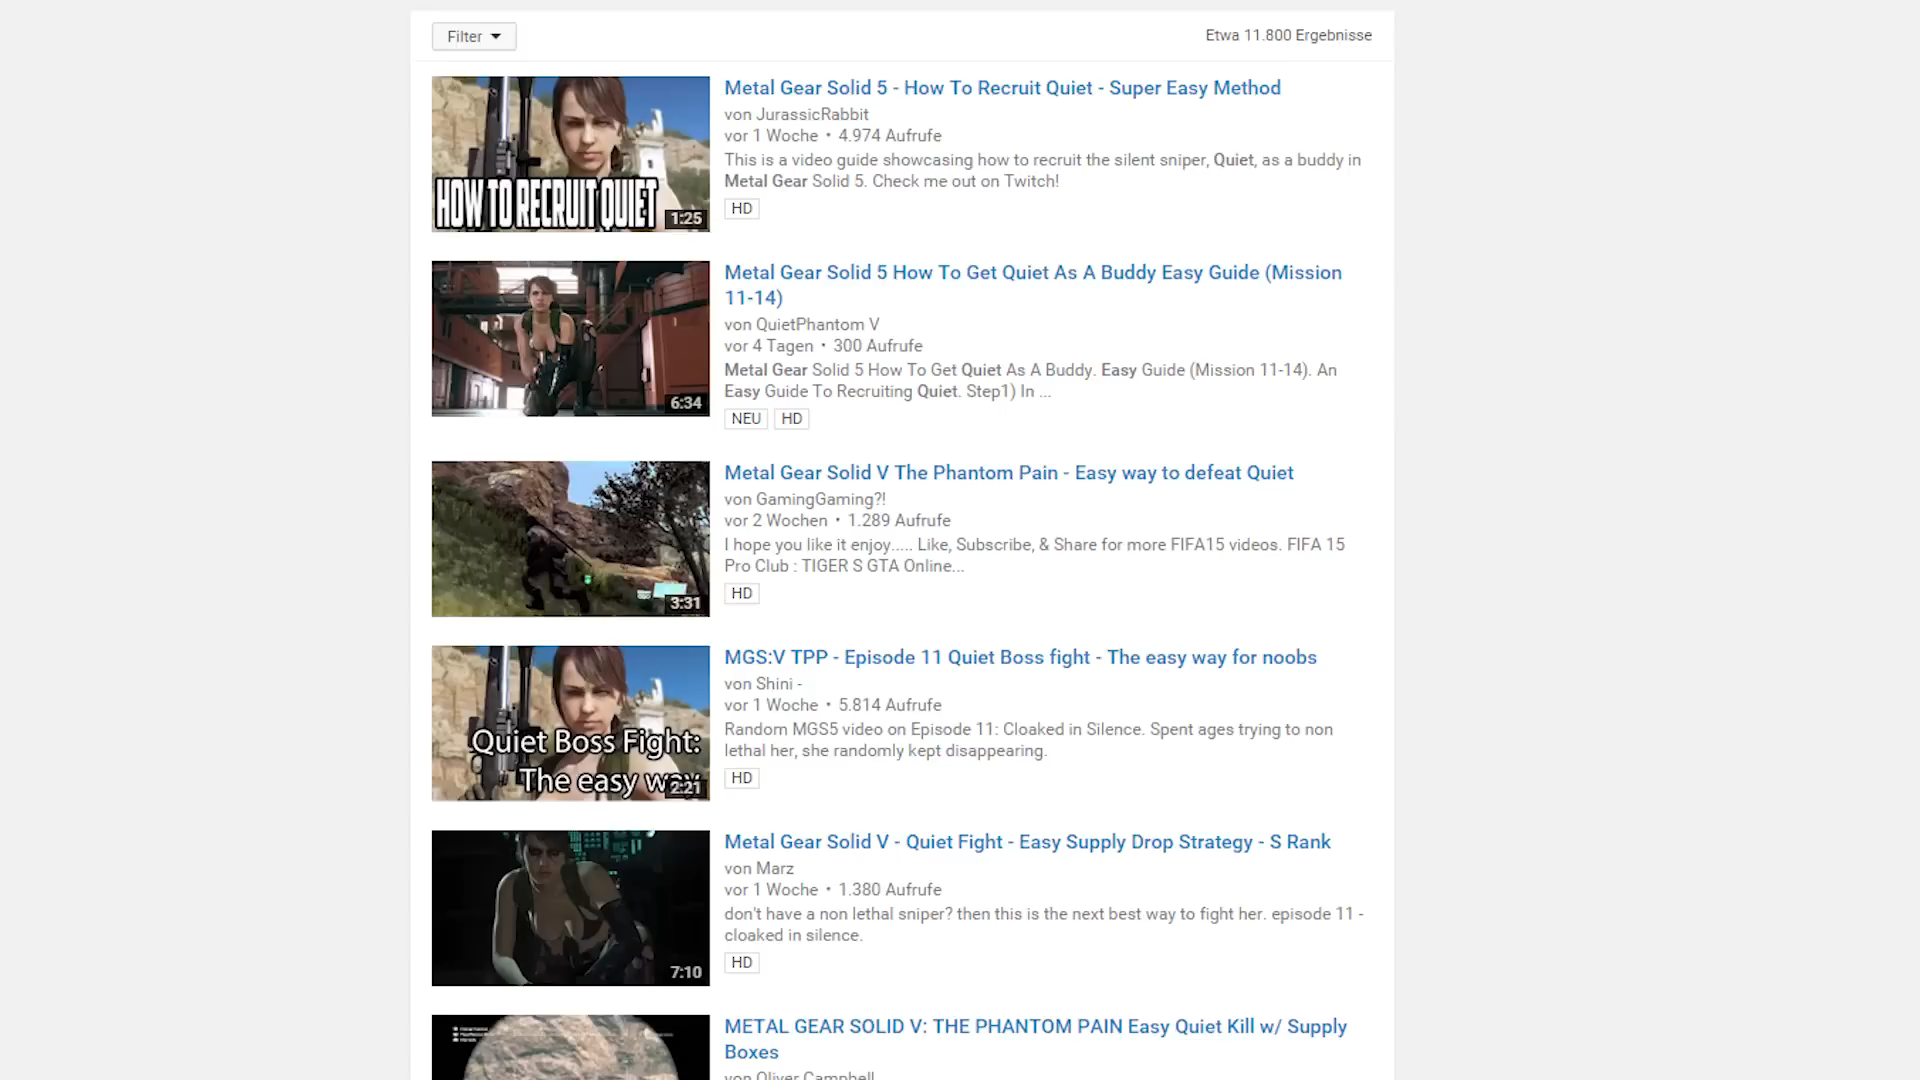 Filter
Etwa 11.800 Ergebnisse
HOW TO RECRUIT QUIET
1:25
Metal Gear Solid 5 - How To Recruit Quiet - Super Easy Method
von JurassicRabbit
vor 1 Woche • 4.974 Aufrufe
This is a video guide showcasing how to recruit the silent sniper, Quiet, as a buddy in
Metal Gear Solid 5. Check me out on Twitch!
HD
6:34
Metal Gear Solid 5 How To Get Quiet As A Buddy Easy Guide (Mission
11-14)
von QuietPhantom V
vor 4 Tagen • 300 Aufrufe
Metal Gear Solid 5 How To Get Quiet As A Buddy. Easy Guide (Mission 11-14). An
Easy Guide To Recruiting Quiet. Step1) In ...
NEU HD
3:31
Metal Gear Solid V The Phantom Pain - Easy way to defeat Quiet
von GamingGaming?!
vor 2 Wochen • 1.289 Aufrufe
I hope you like it enjoy..... Like, Subscribe, & Share for more FIFA15 videos. FIFA 15
Pro Club : TIGER S GTA Online...
HD
Quiet Boss Fight:
The easy way
2:21
MGS:V TPP - Episode 11 Quiet Boss fight - The easy way for noobs
von Shini -
vor 1 Woche • 5.814 Aufrufe
Random MGS5 video on Episode 11: Cloaked in Silence. Spent ages trying to non
lethal her, she randomly kept disappearing.
HD
7:10
Metal Gear Solid V - Quiet Fight - Easy Supply Drop Strategy - S Rank
von Marz
vor 1 Woche • 1.380 Aufrufe
don't have a non lethal sniper? then this is the next best way to fight her. episode 11 -
cloaked in silence.
HD
METAL GEAR SOLID V: THE PHANTOM PAIN Easy Quiet Kill w/ Supply
Boxes
von Oliver Campbell